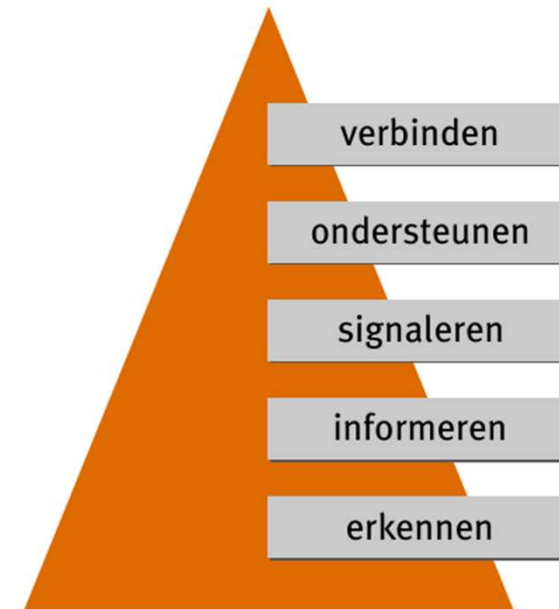 verbinden
ondersteunen
signaleren
informeren
erkennen